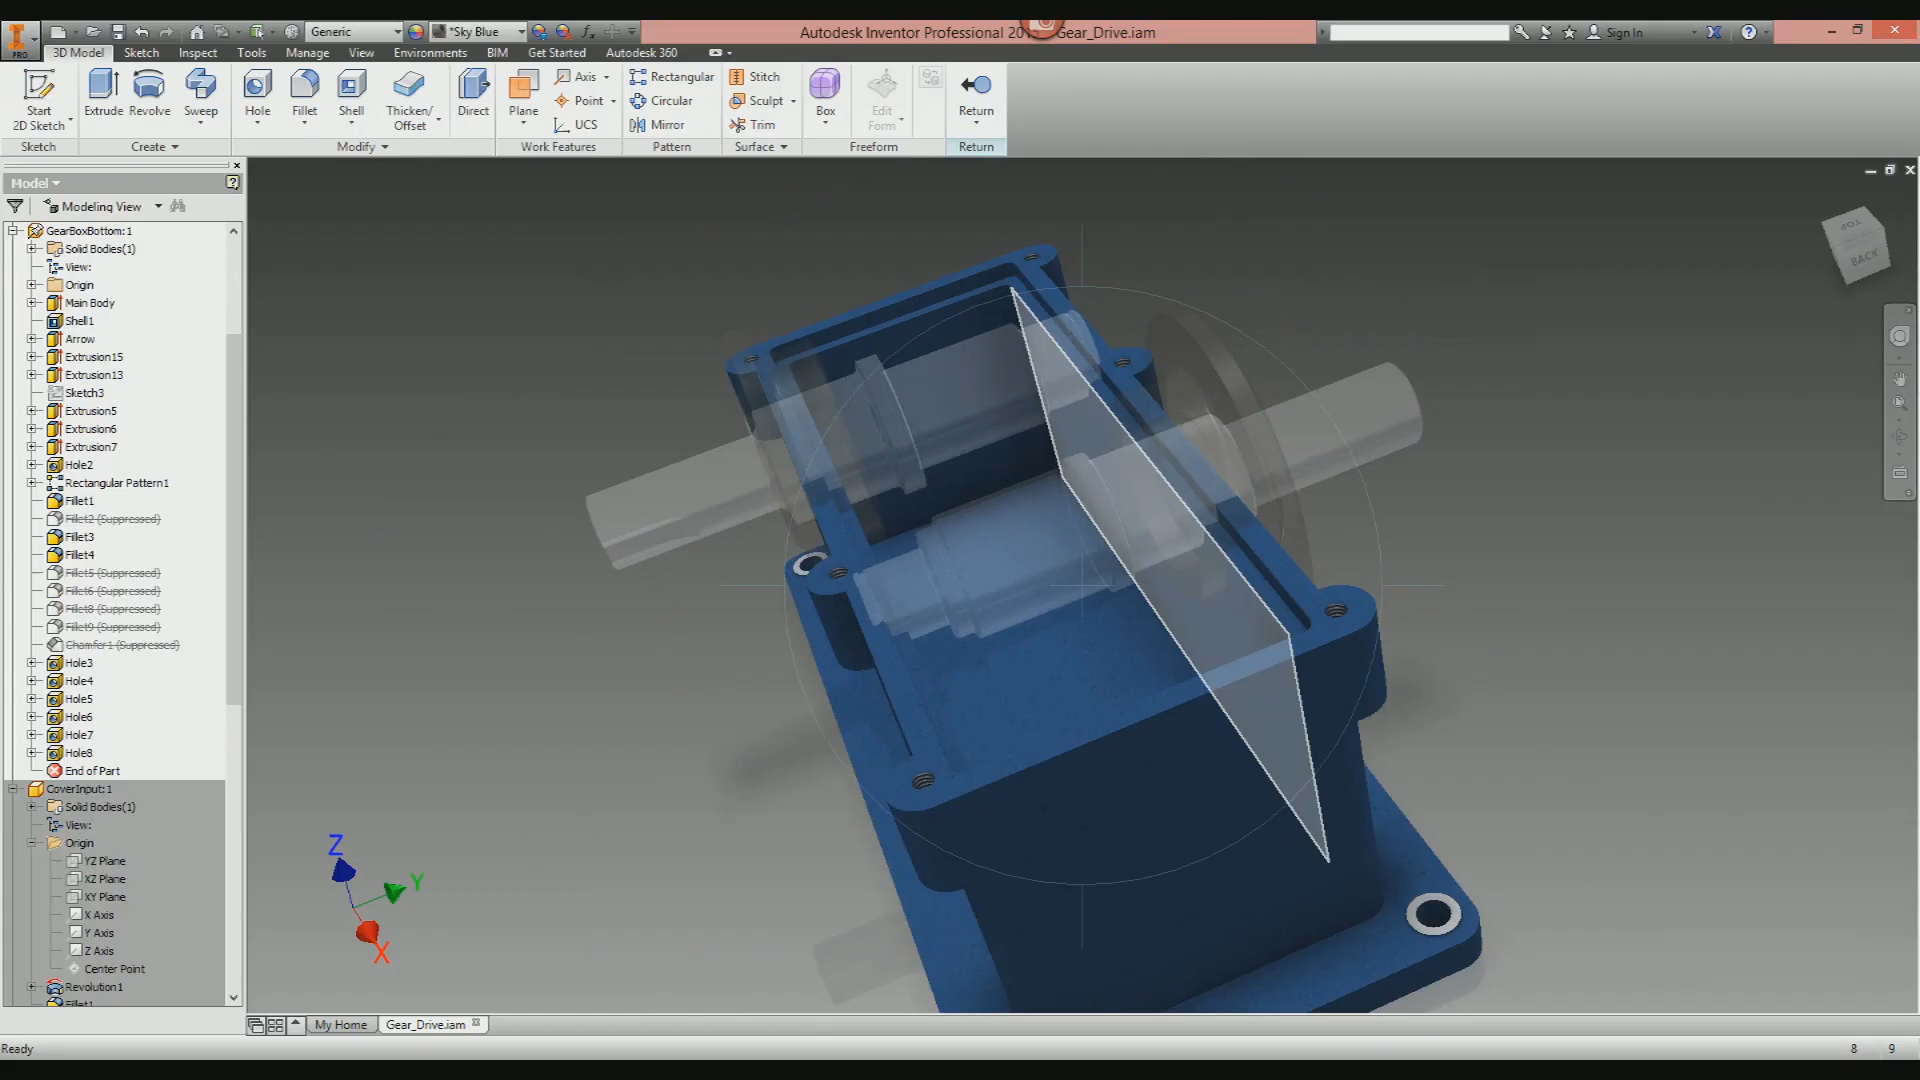 Generic
*Sky Blue
Autodesk Inventor Professional 20
Gear_Drive.iam
Sign In
PRO
3D Model
Sketch
Inspect
Tools
Manage
View
Environments
BIM
Get Started
Autodesk 360
Start
2D Sketch
Extrude
Revolve
Sweep
Hole
Fillet
Shell
Thicken/
Offset
Direct
Plane
Axis
Point
UCS
Rectangular
Circular
Mirror
Stitch
Sculpt
Trim
Box
Edit
Form
Return
Sketch
Create
Modify
Work Features
Pattern
Surface
Freeform
Return
Model
Modeling View
GearBoxBottom:1
Solid Bodies(1)
View:
Origin
Main Body
Shell1
Arrow
Extrusion15
Extrusion13
Sketch3
Extrusion5
Extrusion6
Extrusion7
Hole2
Rectangular Pattern1
Fillet1
Fillet2 (Suppressed)
Fillet3
Fillet4
Fillet5 (Suppressed)
Fillet6 (Suppressed)
Fillet8 (Suppressed)
Fillet9 (Suppressed)
Chamfer1 (Suppressed)
Hole3
Hole4
Hole5
Hole6
Hole7
Hole8
End of Part
CoverInput:1
Solid Bodies(1)
View:
Origin
YZ Plane
XZ Plane
XY Plane
X Axis
Y Axis
Z Axis
Center Point
Revolution1
Fillet1
TOP
BACK
Z
Y
X
My Home
Gear_Drive.iam
Ready
8 9